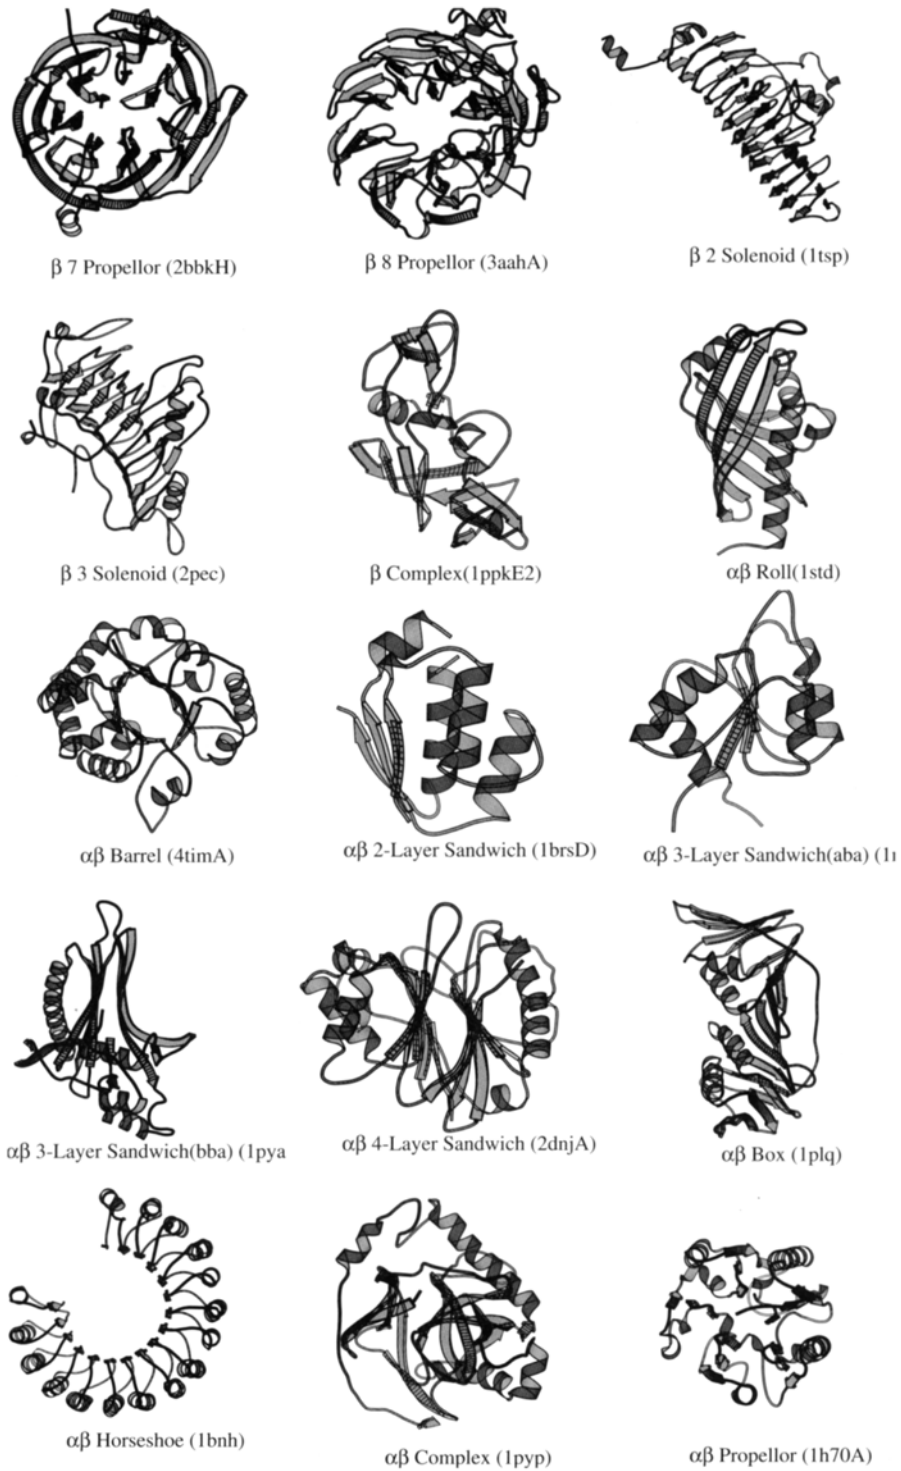 β 7 Propellor (2bbkH)
β 8 Propellor (3aahA)
β 2 Solenoid (1tsp)
β 3 Solenoid (2pec)
β Complex(1ppkE2)
αβ Roll(1std)
αβ Barrel (4timA)
αβ 2-Layer Sandwich (1brsD)
αβ 3-Layer Sandwich(aba)
αβ 3-Layer Sandwich(bba) (1pya
αβ 4-Layer Sandwich (2dnjA)
αβ Box (1plq)
αβ Horseshoe (1bnh)
αβ Complex (1pyp)
αβ Propellor (1h70A)